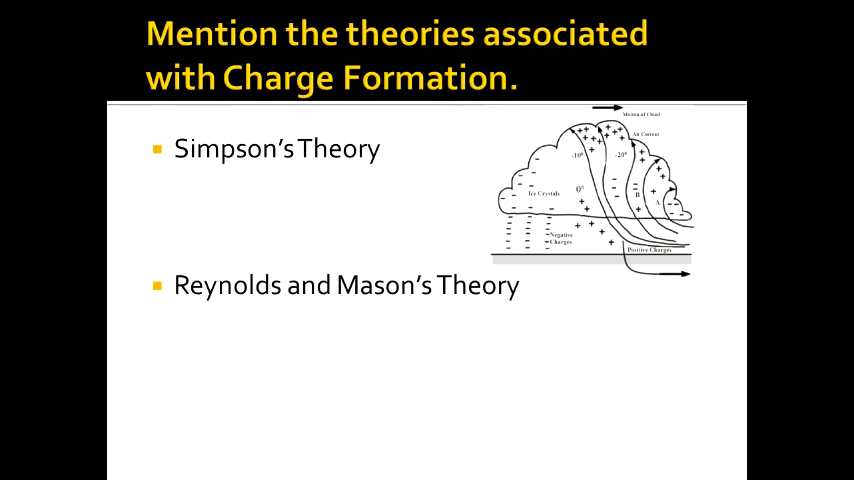 Mention the theories associated
with Charge Formation.
Simpson's Theory
Motion of Cloud
Air Current
-10°
-20°
0°
Ice Crystals
B
A
Negative
Charges
Positive Charges
Reynolds and Mason's Theory